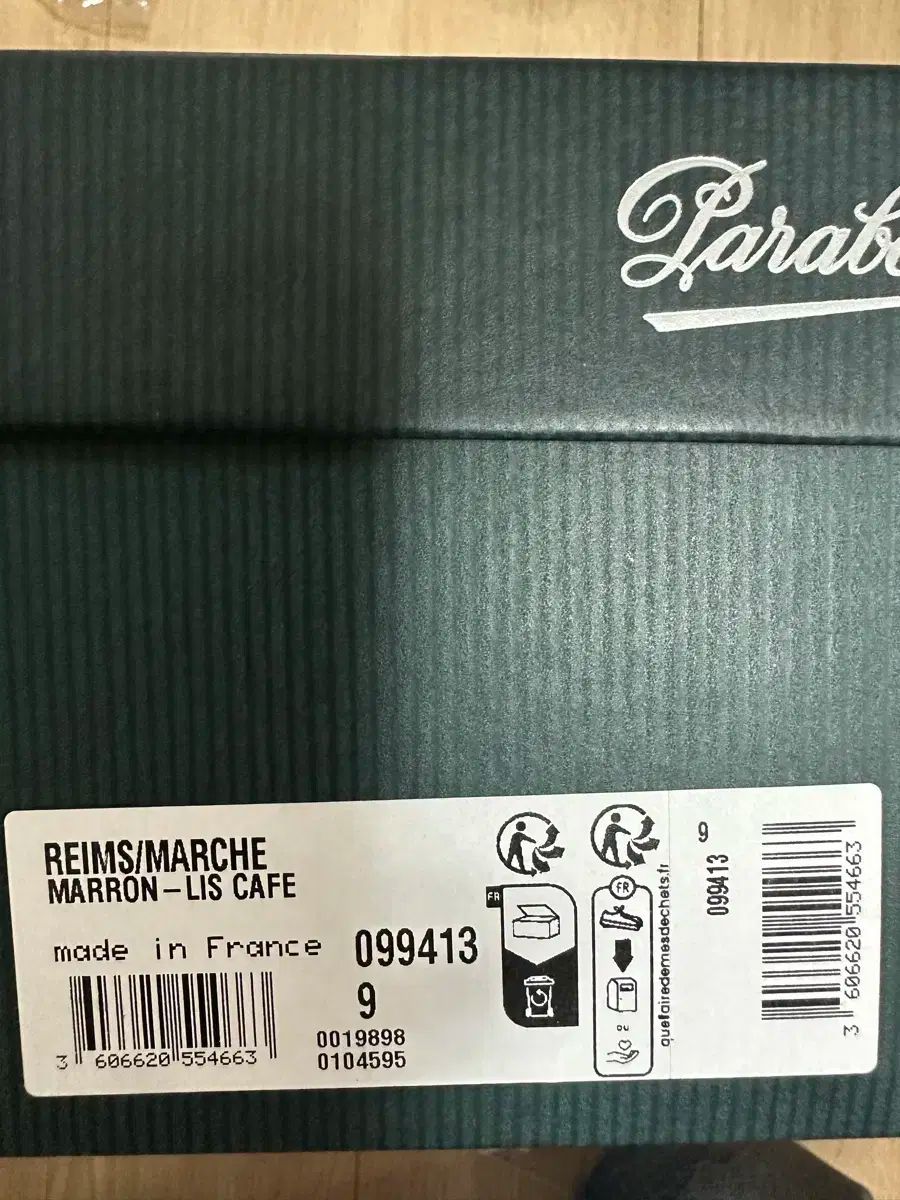 Parab
REIMS/MARCHE
MARRON-LIS CAFE
made in France
099413
9
0019898
0104595
3 606620 554663
FR
FR
quefairedemesdechets.fr
9
099413
3 606620 554663